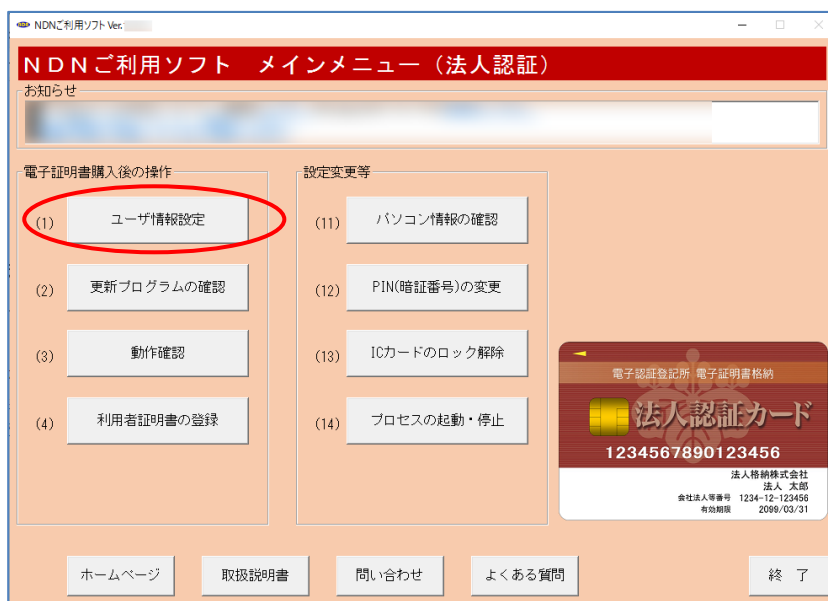 NDNご利用ソフト Ver.
NDNご利用ソフト メインメニュー（法人認証）
お知らせ
電子証明書購入後の操作
(1) ユーザ情報設定
(2) 更新プログラムの確認
(3) 動作確認
(4) 利用者証明書の登録
設定変更等
(11) パソコン情報の確認
(12) PIN(暗証番号)の変更
(13) ICカードのロック解除
(14) プロセスの起動・停止
電子認証登記所 電子証明書格納
法人認証カード
1234567890123456
法人格納株式会社
法人 太郎
会社法人等番号 1234-12-123456
有効期限 2099/03/31
ホームページ
取扱説明書
問い合わせ
よくある質問
終 了